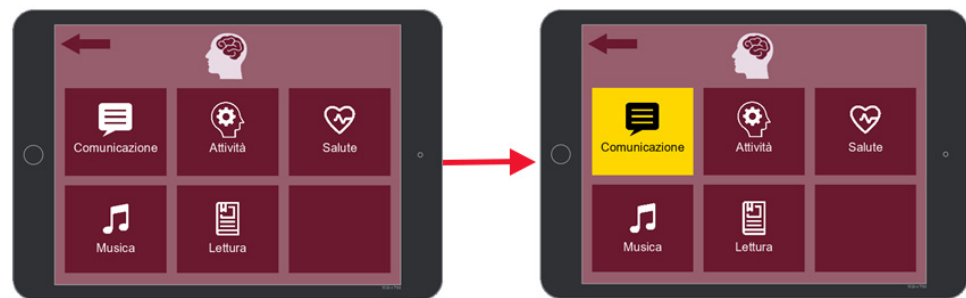 Comunicazione
Attività
Salute
Musica
Lettura
Comunicazione
Attività
Salute
Musica
Lettura